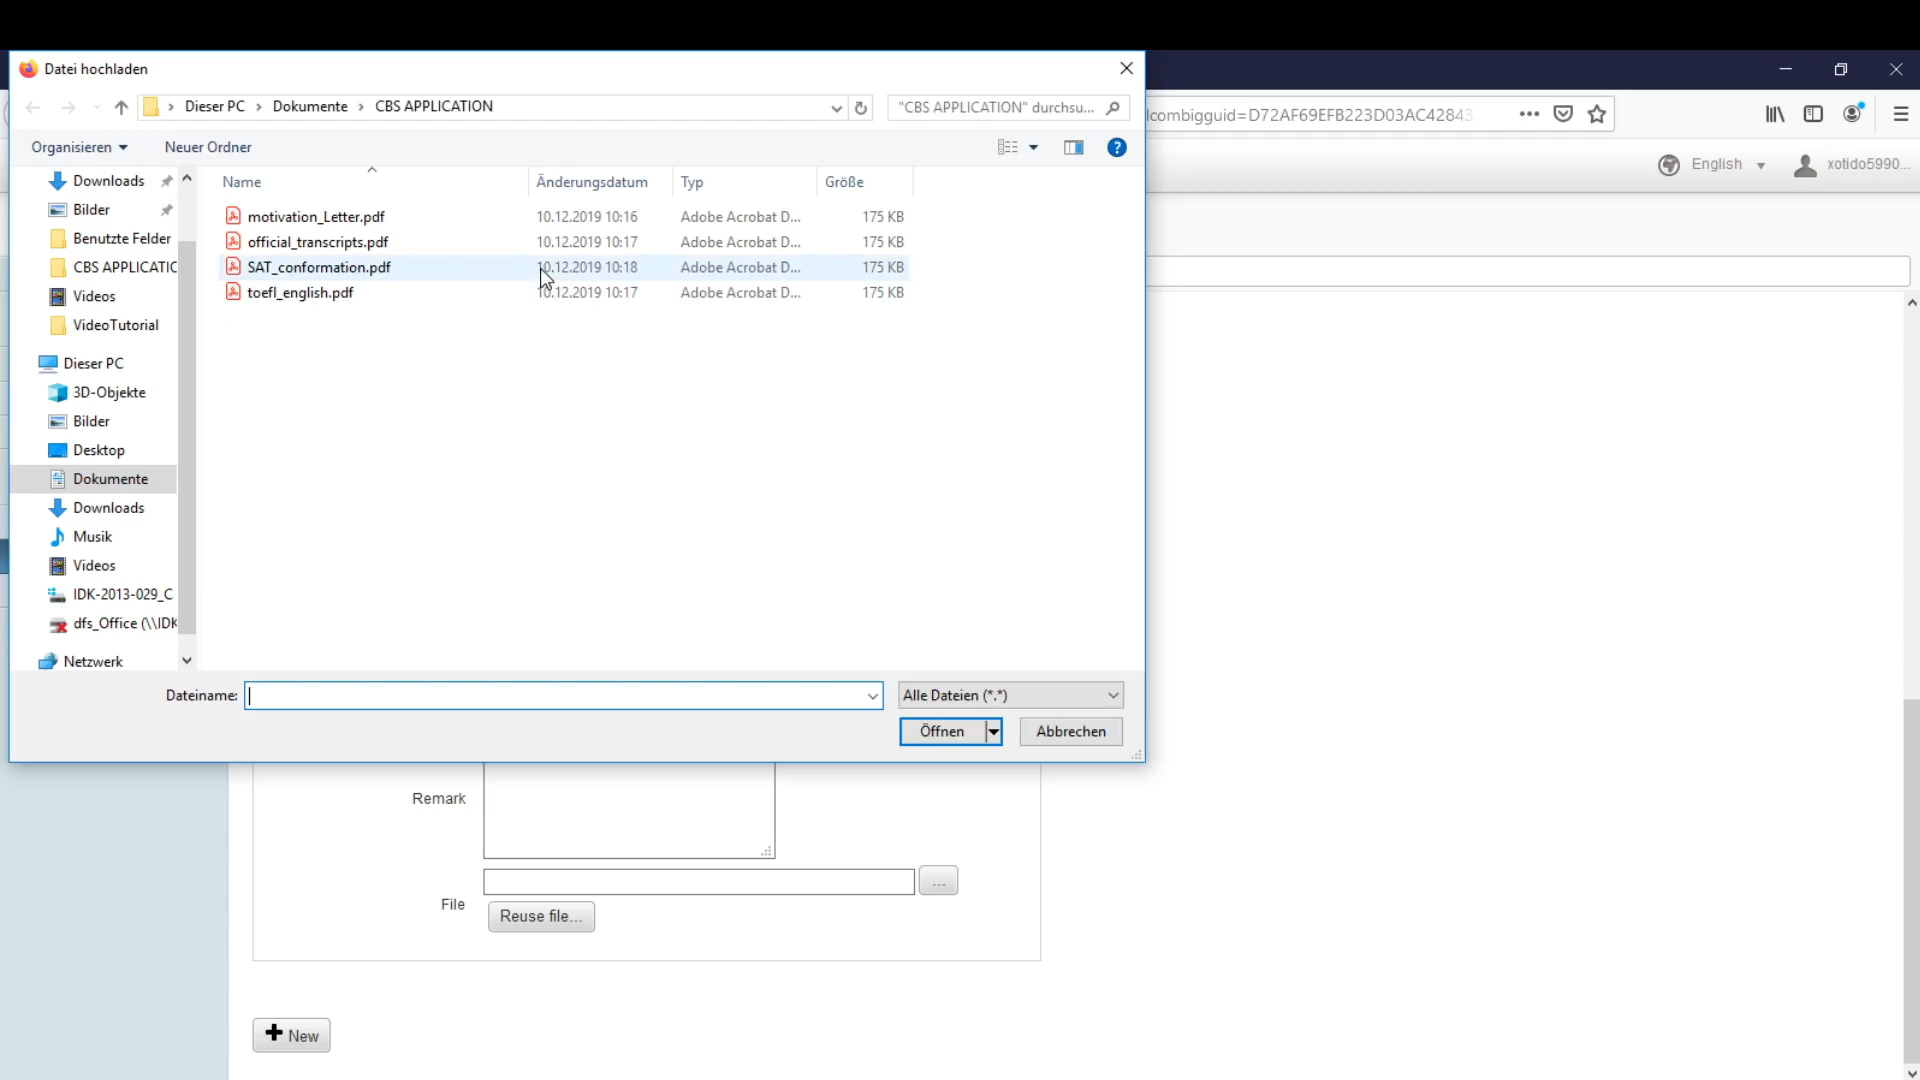 Datei hochladen
Dieser PC > Dokumente > CBS APPLICATION
"CBS APPLICATION" durchsu...
lcombigguid=D72AF69EFB223D03AC42843
Organisieren
Neuer Ordner
English
xotido5990...
Name
Änderungsdatum
Typ
Größe
motivation_Letter.pdf 10.12.2019 10:16 Adobe Acrobat D... 175 KB
official_transcripts.pdf 10.12.2019 10:17 Adobe Acrobat D... 175 KB
SAT_conformation.pdf 10.12.2019 10:18 Adobe Acrobat D... 175 KB
toefl_english.pdf 10.12.2019 10:17 Adobe Acrobat D... 175 KB
Downloads
Bilder
Benutzte Felder
CBS APPLICATIC
Videos
VideoTutorial
Dieser PC
3D-Objekte
Bilder
Desktop
Dokumente
Downloads
Musik
Videos
IDK-2013-029_C
dfs_Office (\\IDK
Netzwerk
Dateiname:
Alle Dateien (*.*)
Öffnen
Abbrechen
Remark
File
...
Reuse file...
New